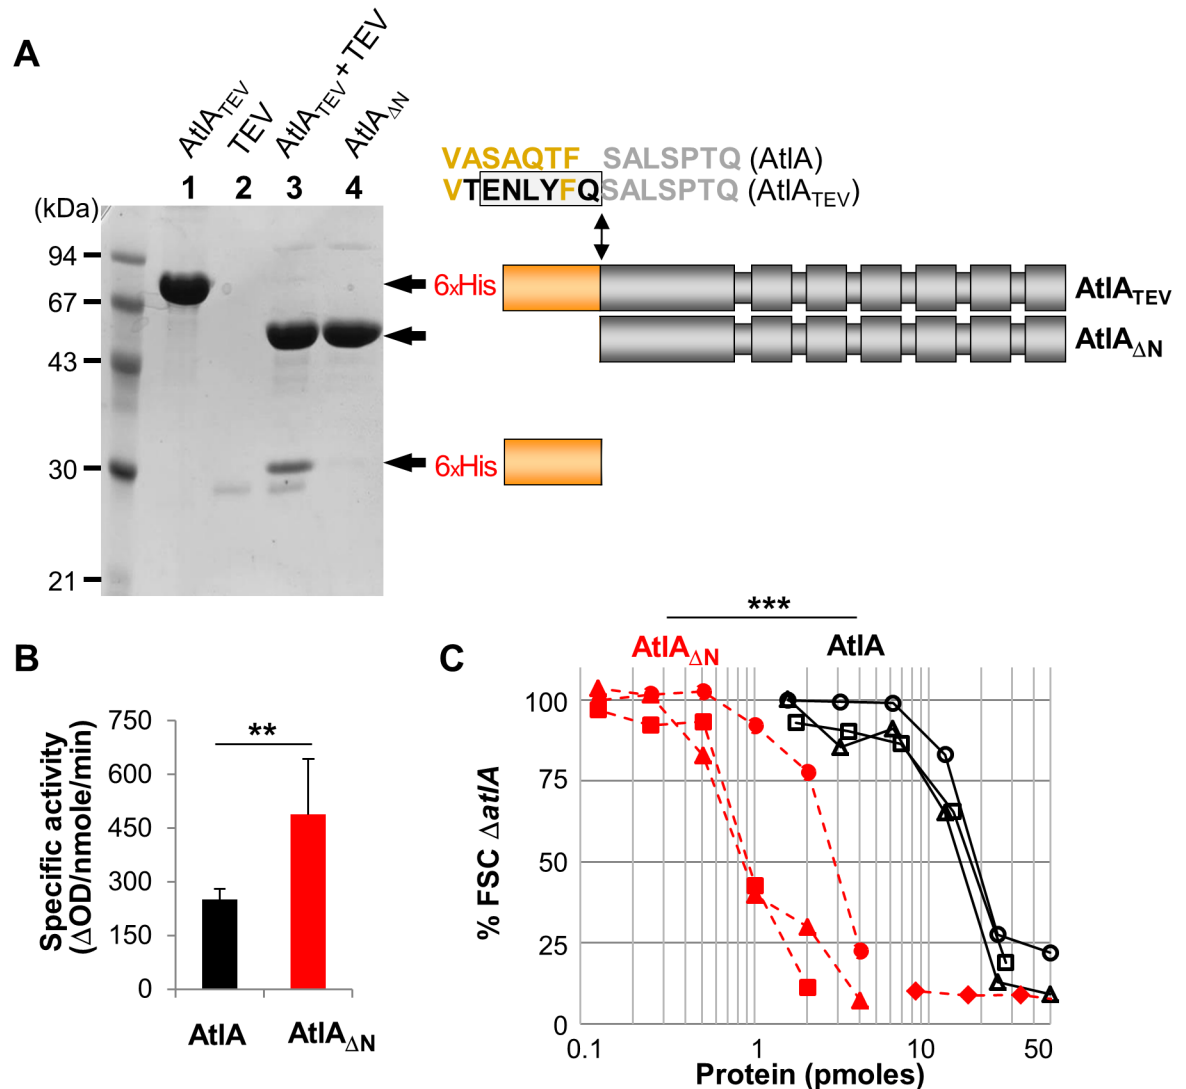 A
AtlATEV
TEV
AtlATEV + TEV
AtlAΔN
1 2 3 4
(kDa)
94
67
43
30
21
VASAQTF SALSPTQ (AtlA)
VTENLYFQSALSPTQ (AtlATEV)
6xHis
AtlATEV
AtlAΔN
6xHis
B
Specific activity
(ΔOD/nmole/min)
750
600
450
300
150
0
**
AtlA
AtlAΔN
C
***
AtlAΔN
AtlA
% FSC ΔatlA
100
75
50
25
0
0.1 1 10 50
Protein (pmoles)